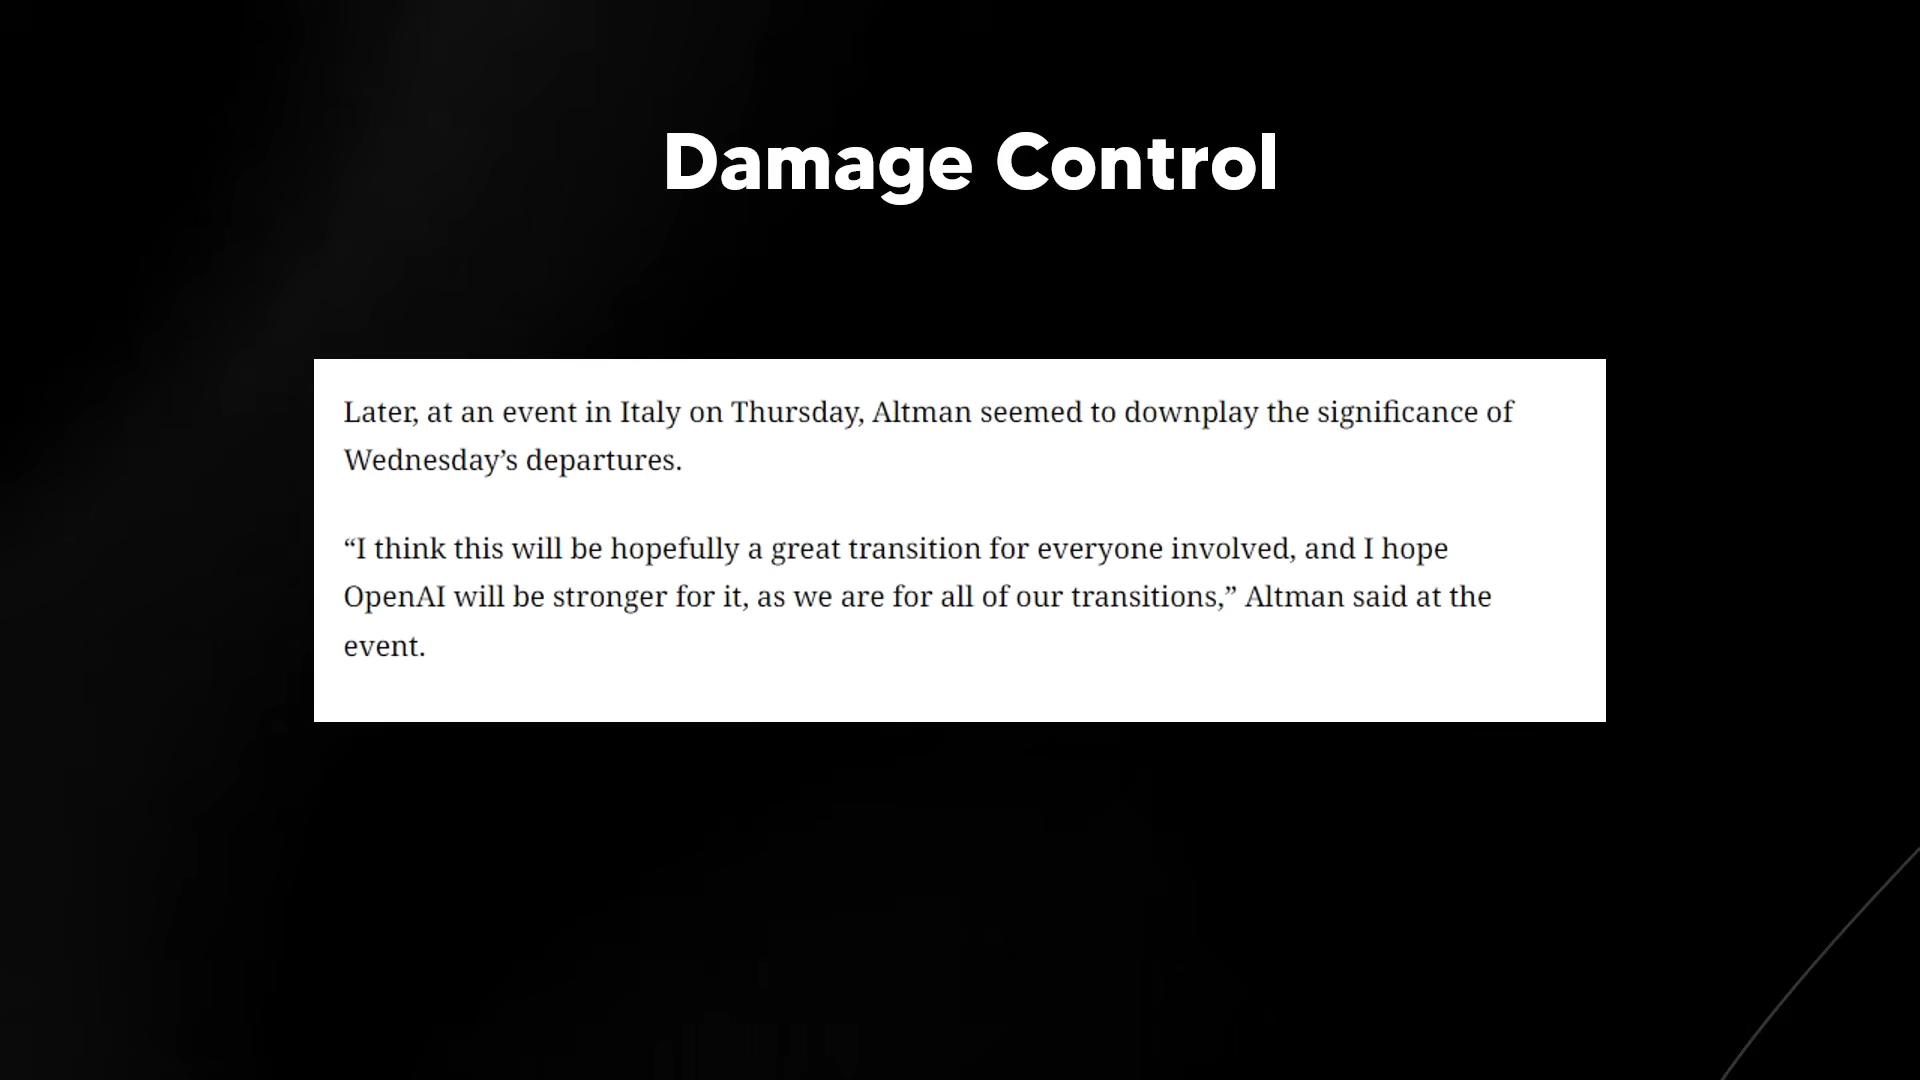 Damage Control
Later, at an event in Italy on Thursday, Altman seemed to downplay the significance of
Wednesday’s departures.
“I think this will be hopefully a great transition for everyone involved, and I hope
OpenAI will be stronger for it, as we are for all of our transitions,” Altman said at the
event.